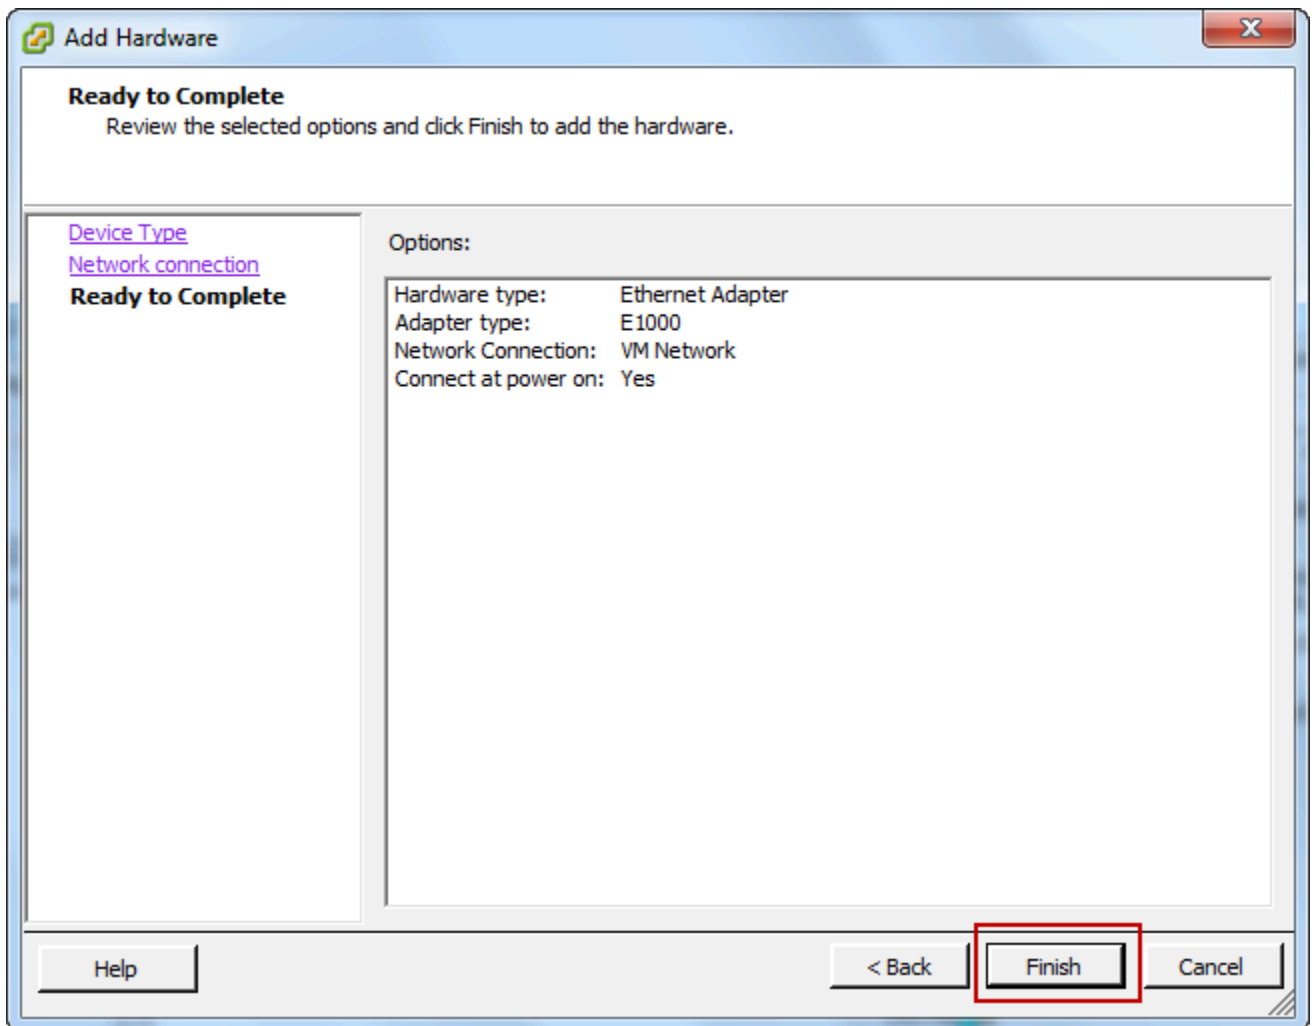 Add Hardware
Ready to Complete
Review the selected options and click Finish to add the hardware.
Device Type
Network connection
Ready to Complete
Options:
Hardware type: Ethernet Adapter
Adapter type: E1000
Network Connection: VM Network
Connect at power on: Yes
Help
< Back
Finish
Cancel